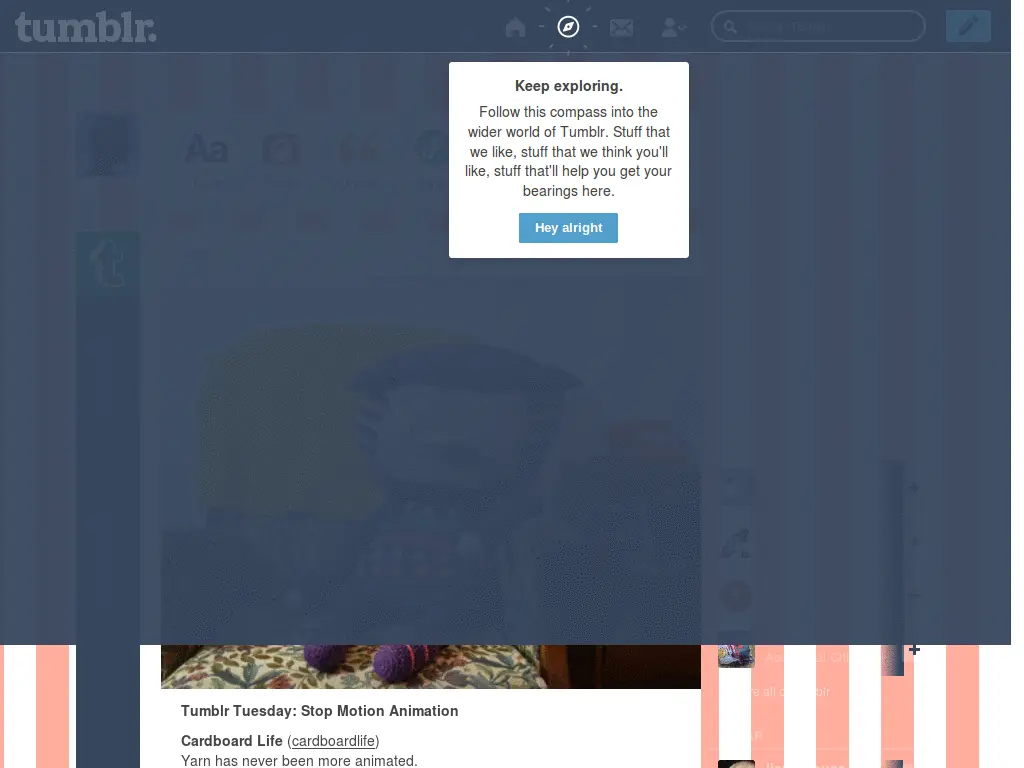 tumblr.
Keep exploring.
Follow this compass into the
wider world of Tumblr. Stuff that
we like, stuff that we think you'll
like, stuff that'll help you get your
bearings here.
Hey alright
Aa
Tumblr Tuesday: Stop Motion Animation
Cardboard Life (cardboardlife)
Yarn has never been more animated.